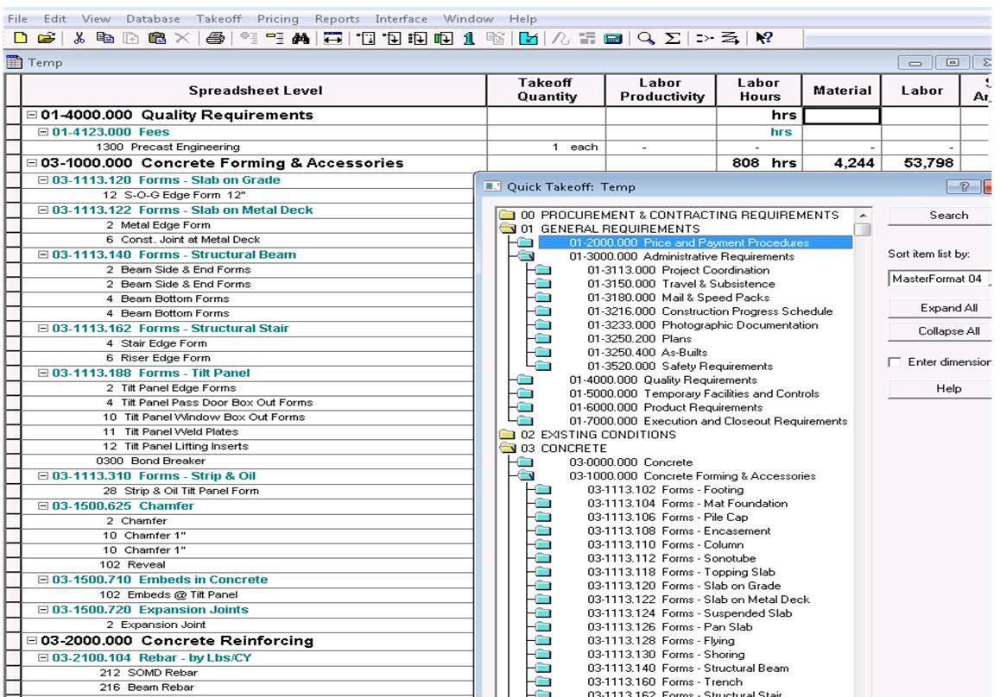 File Edit View Database Takeoff Pricing Reports Interface Window Help
Temp
Spreadsheet Level Takeoff Quantity Labor Productivity Labor Hours Material Labor
01-4000.000 Quality Requirements hrs
01-4123.000 Fees hrs
1300 Precast Engineering 1 each - - - -
03-1000.000 Concrete Forming & Accessories 808 hrs 4,244 53,798
03-1113.120 Forms - Slab on Grade
12 S-O-G Edge Form 12"
03-1113.122 Forms - Slab on Metal Deck
2 Metal Edge Form
6 Const. Joint at Metal Deck
03-1113.140 Forms - Structural Beam
2 Beam Side & End Forms
2 Beam Side & End Forms
4 Beam Bottom Forms
4 Beam Bottom Forms
03-1113.162 Forms - Structural Stair
4 Stair Edge Form
6 Riser Edge Form
03-1113.188 Forms - Tilt Panel
2 Tilt Panel Edge Forms
4 Tilt Panel Pass Door Box Out Forms
10 Tilt Panel Window Box Out Forms
11 Tilt Panel Weld Plates
12 Tilt Panel Lifting Inserts
0300 Bond Breaker
03-1113.310 Forms - Strip & Oil
28 Strip & Oil Tilt Panel Form
03-1500.625 Chamfer
2 Chamfer
10 Chamfer 1"
10 Chamfer 1"
102 Reveal
03-1500.710 Embeds in Concrete
102 Embeds @ Tilt Panel
03-1500.720 Expansion Joints
2 Expansion Joint
03-2000.000 Concrete Reinforcing
03-2100.104 Rebar - by Lbs/CY
212 SOMD Rebar
216 Beam Rebar
Quick Takeoff: Temp
00 PROCUREMENT & CONTRACTING REQUIREMENTS
01 GENERAL REQUIREMENTS
01-2000.000 Price and Payment Procedures
01-3000.000 Administrative Requirements
01-3113.000 Project Coordination
01-3150.000 Travel & Subsistence
01-3180.000 Mail & Speed Packs
01-3216.000 Construction Progress Schedule
01-3233.000 Photographic Documentation
01-3250.200 Plans
01-3250.400 As-Builts
01-3520.000 Safety Requirements
01-4000.000 Quality Requirements
01-5000.000 Temporary Facilities and Controls
01-6000.000 Product Requirements
01-7000.000 Execution and Closeout Requirements
02 EXISTING CONDITIONS
03 CONCRETE
03-0000.000 Concrete
03-1000.000 Concrete Forming & Accessories
03-1113.102 Forms - Footing
03-1113.104 Forms - Mat Foundation
03-1113.106 Forms - Pile Cap
03-1113.108 Forms - Encasement
03-1113.110 Forms - Column
03-1113.112 Forms - Sonotube
03-1113.118 Forms - Topping Slab
03-1113.120 Forms - Slab on Grade
03-1113.122 Forms - Slab on Metal Deck
03-1113.124 Forms - Suspended Slab
03-1113.126 Forms - Pan Slab
03-1113.128 Forms - Flying
03-1113.130 Forms - Shoring
03-1113.140 Forms - Structural Beam
03-1113.160 Forms - Trench
03-1113.162 Forms - Structural Stair
Search
Sort item list by:
MasterFormat 04
Expand All
Collapse All
Enter dimension
Help